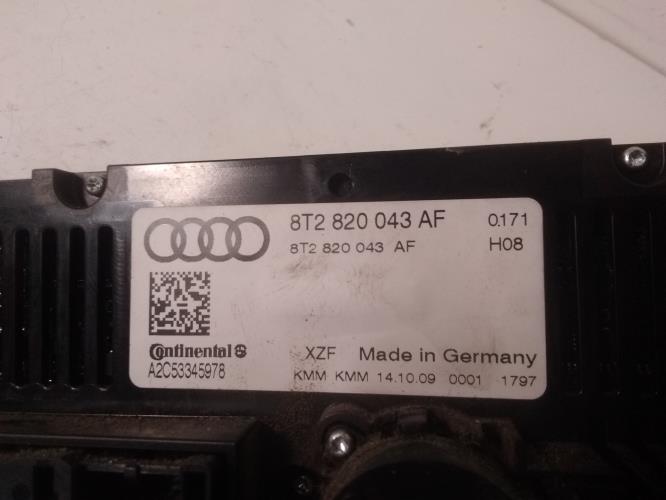 8T2 820 043 AF 0.171
8T2 820 043 AF H08
Continental
A2C53345978
XZF Made in Germany
KMM KMM 14.10.09 0001 1797